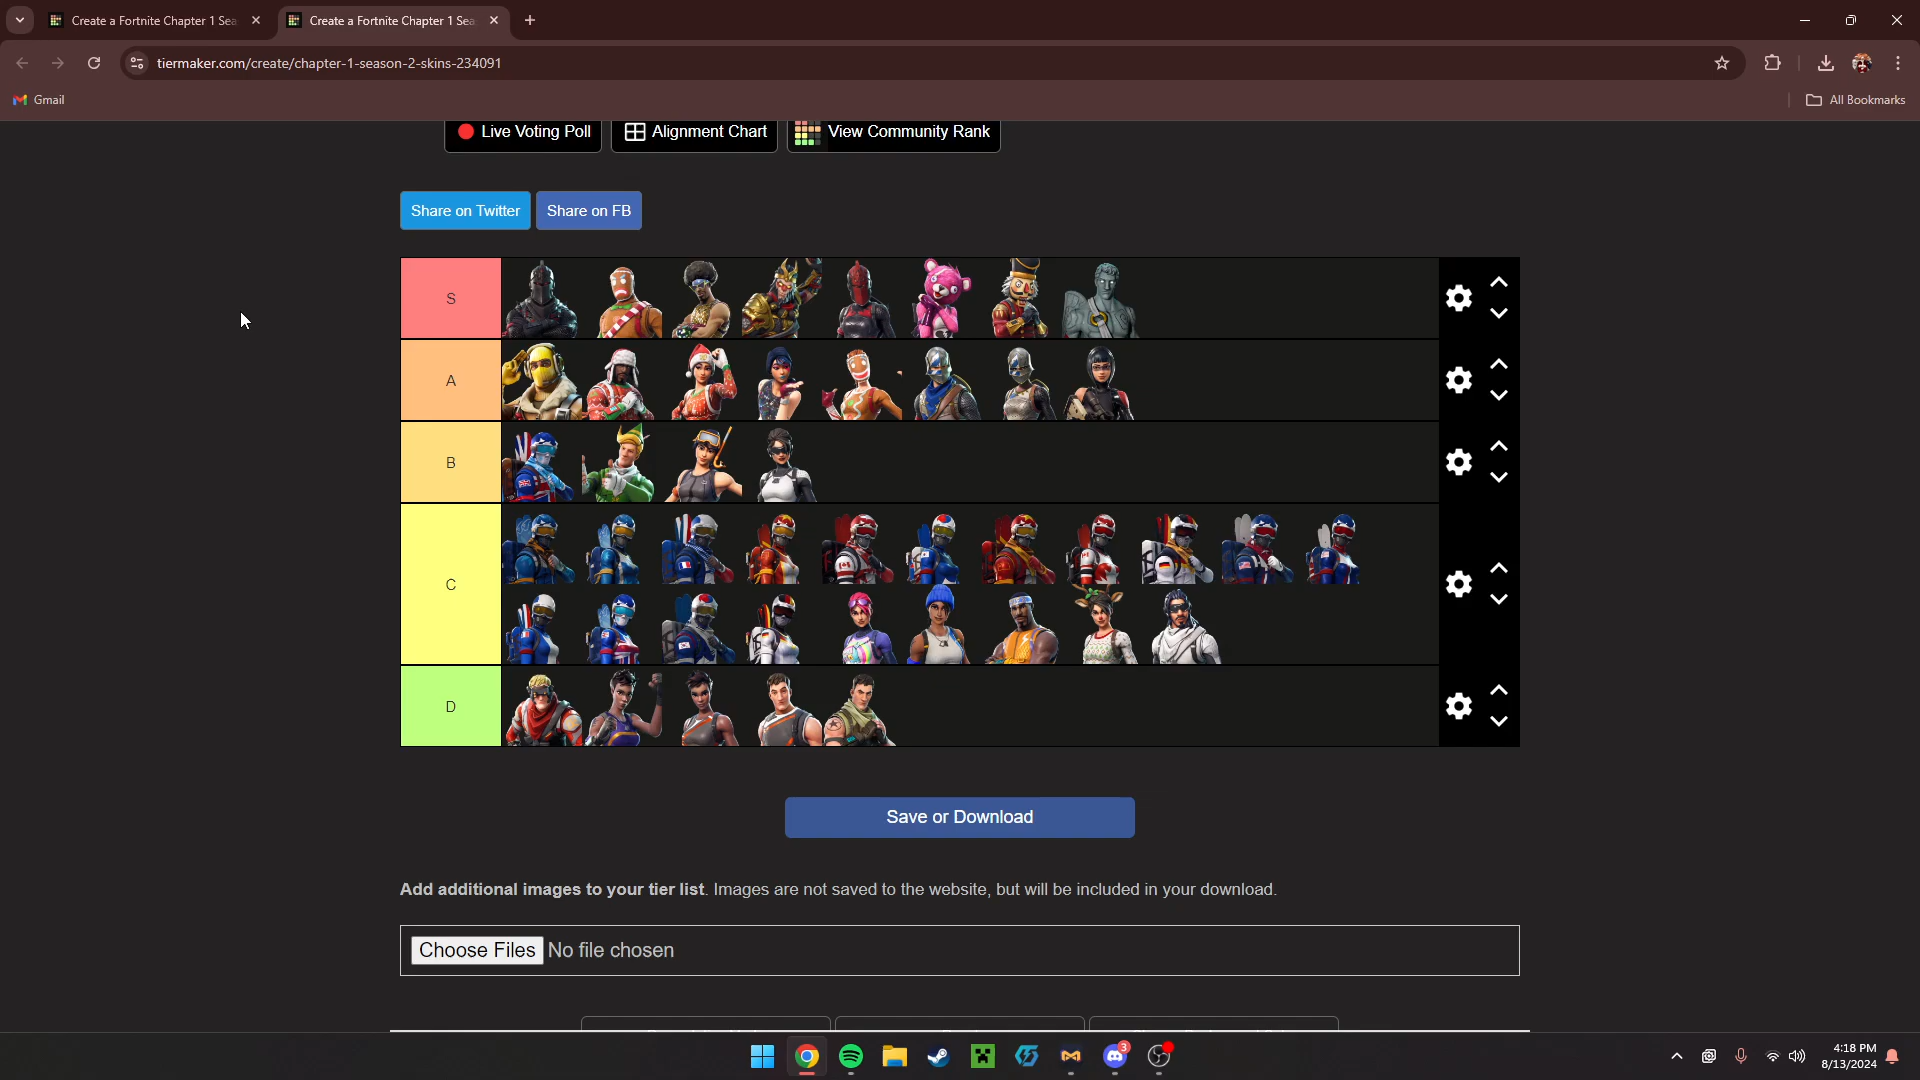 Create a Fortnite Chapter 1 Sea
Create a Fortnite Chapter 1 Sea
tiermaker.com/create/chapter-1-season-2-skins-234091
Gmail
All Bookmarks
Live Voting Poll
Alignment Chart
View Community Rank
Share on Twitter
Share on FB
S
A
B
C
D
Save or Download
Add additional images to your tier list. Images are not saved to the website, but will be included in your download.
Choose Files No file chosen
3
4:18 PM
8/13/2024